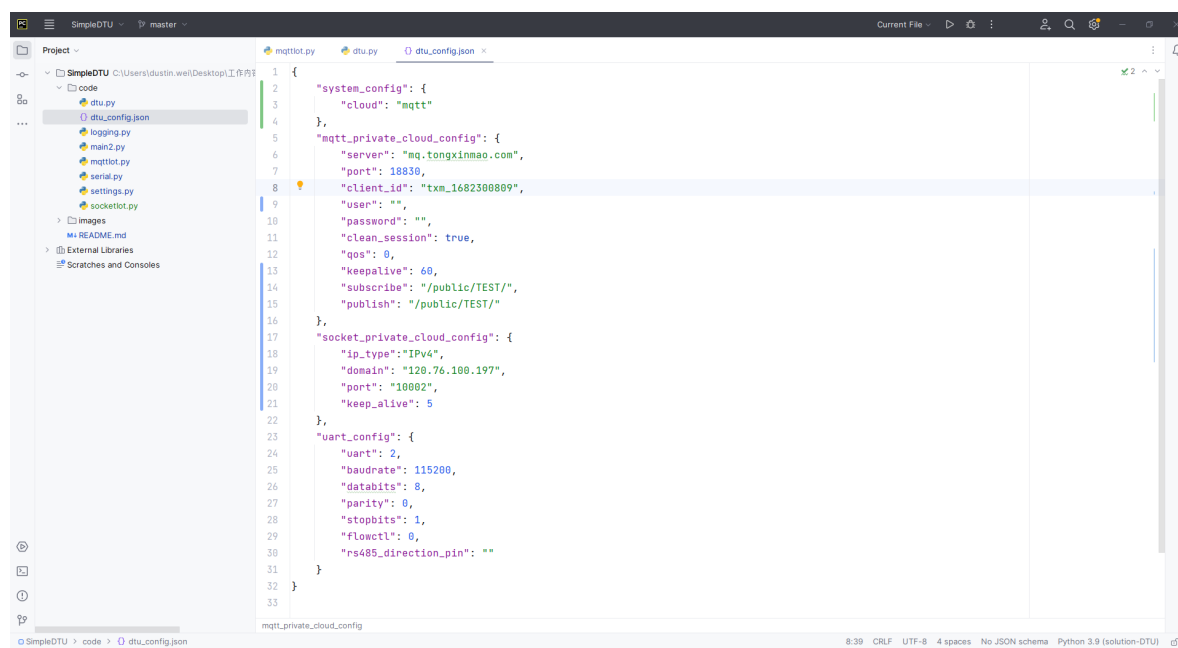 PC SimpleDTU master Current File
Project
mqttlot.py dtu.py {} dtu_config.json
SimpleDTU C:\Users\dustin.wei\Desktop\工作内容
code
dtu.py
{} dtu_config.json
logging.py
main2.py
mqttlot.py
serial.py
settings.py
socketlot.py
images
M↓ README.md
External Libraries
Scratches and Consoles
2
1 {
2 "system_config": {
3 "cloud": "mqtt"
4 },
5 "mqtt_private_cloud_config": {
6 "server": "mq.tongxinmao.com",
7 "port": 18830,
8 "client_id": "txm_1682300809",
9 "user": "",
10 "password": "",
11 "clean_session": true,
12 "qos": 0,
13 "keepalive": 60,
14 "subscribe": "/public/TEST/",
15 "publish": "/public/TEST/"
16 },
17 "socket_private_cloud_config": {
18 "ip_type":"IPv4",
19 "domain": "120.76.100.197",
20 "port": "10002",
21 "keep_alive": 5
22 },
23 "uart_config": {
24 "uart": 2,
25 "baudrate": 115200,
26 "databits": 8,
27 "parity": 0,
28 "stopbits": 1,
29 "flowctl": 0,
30 "rs485_direction_pin": ""
31 }
32 }
33
mqtt_private_cloud_config
SimpleDTU > code > {} dtu_config.json 8:39 CRLF UTF-8 4 spaces No JSON schema Python 3.9 (solution-DTU)